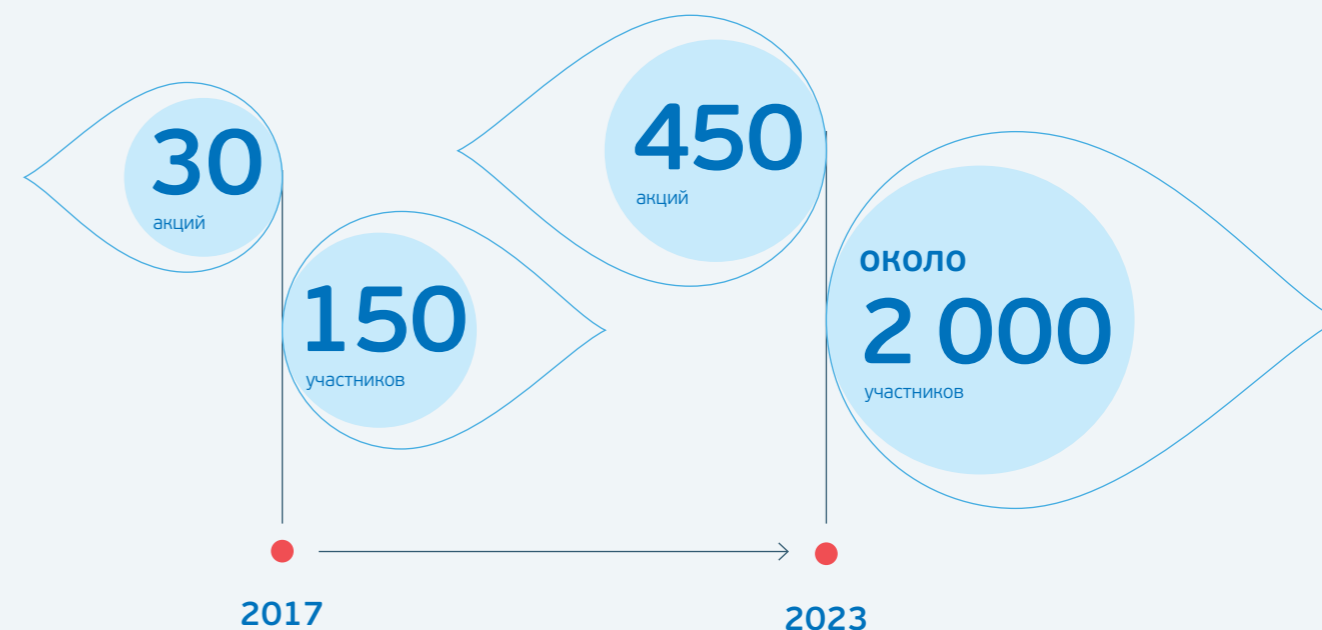 30
акций
150
участников
2017
450
акций
около
2 000
участников
2023